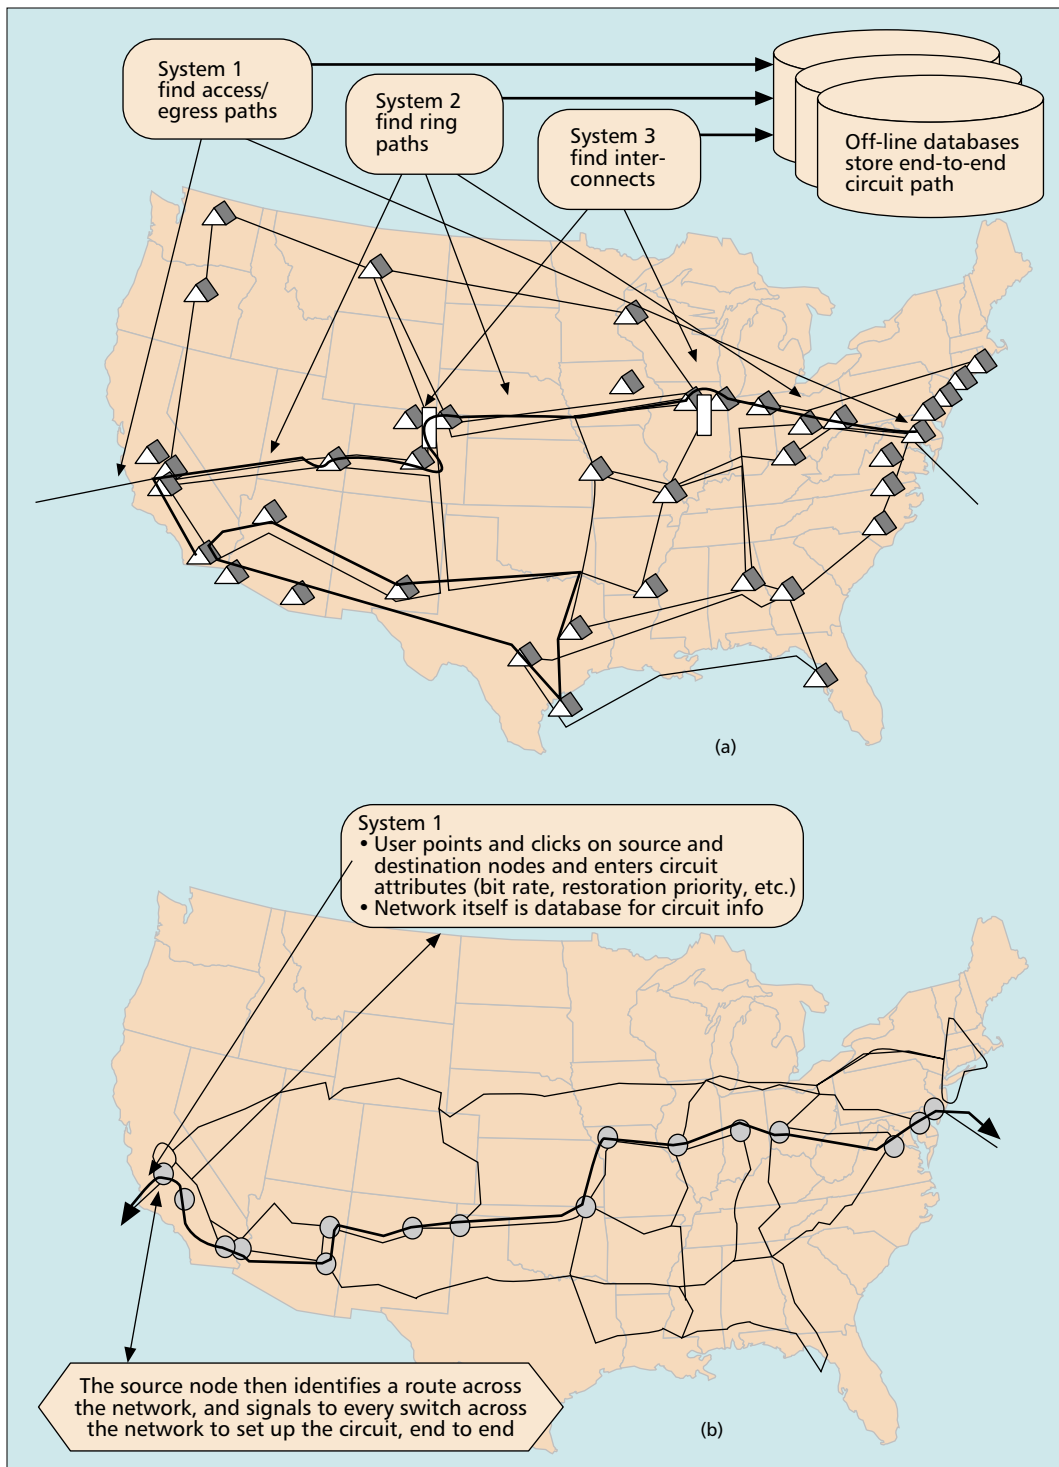 System 1
find access/
egress paths
System 2
find ring
paths
System 3
find inter-
connects
Off-line databases
store end-to-end
circuit path
(a)
System 1
• User points and clicks on source and
destination nodes and enters circuit
attributes (bit rate, restoration priority, etc.)
• Network itself is database for circuit info
The source node then identifies a route across
the network, and signals to every switch across
the network to set up the circuit, end to end
(b)